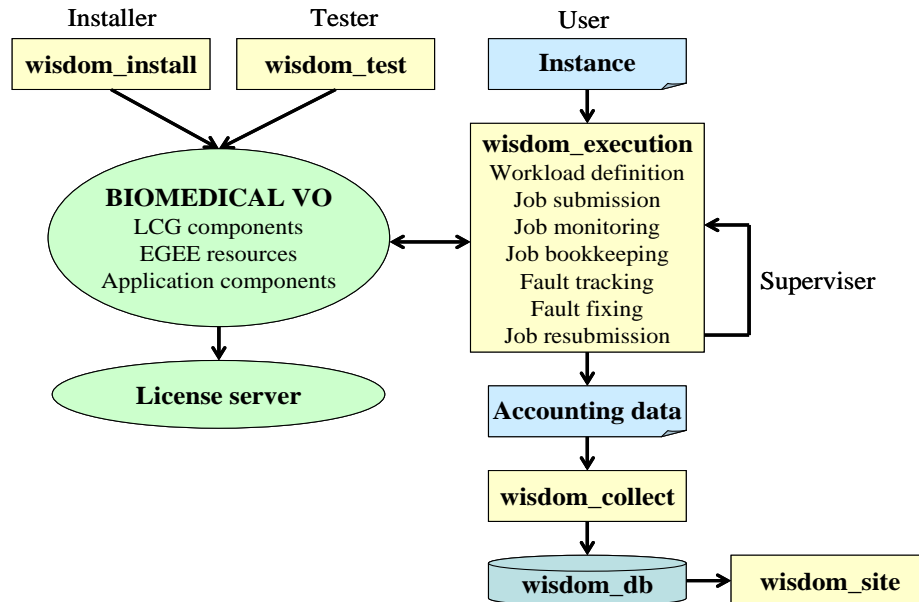 Installer
Tester
User
wisdom_install
wisdom_test
Instance
wisdom_execution
Workload definition
Job submission
Job monitoring
Job bookkeeping
Fault tracking
Fault fixing
Job resubmission
BIOMEDICAL VO
LCG components
EGEE resources
Application components
Superviser
License server
Accounting data
wisdom_collect
wisdom_db
wisdom_site